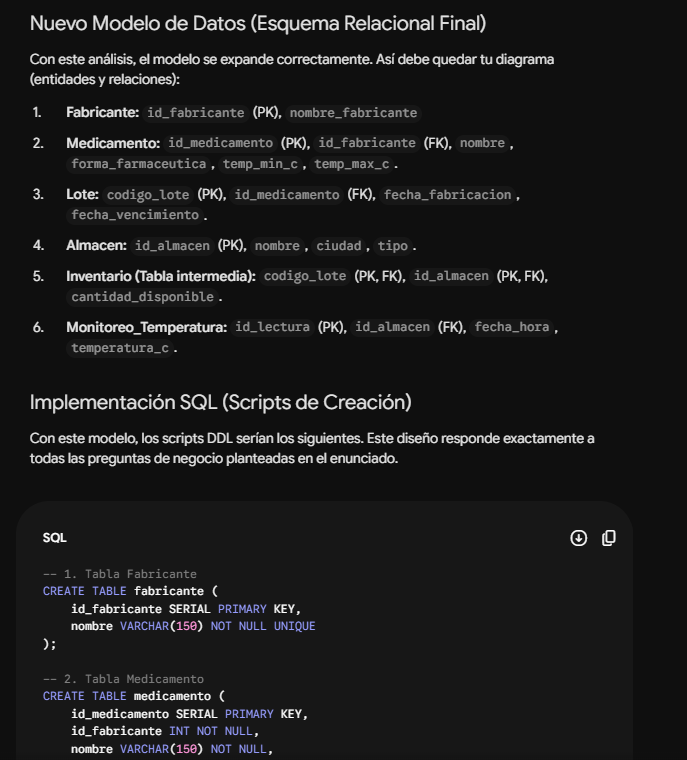 Nuevo Modelo de Datos (Esquema Relacional Final)
Con este análisis, el modelo se expande correctamente. Así debe quedar tu diagrama
(entidades y relaciones):
1. Fabricante: id_fabricante (PK), nombre_fabricante
2. Medicamento: id_medicamento (PK), id_fabricante (FK), nombre ,
forma_farmaceutica , temp_min_c , temp_max_c .
3. Lote: codigo_lote (PK), id_medicamento (FK), fecha_fabricacion ,
fecha_vencimiento .
4. Almacen: id_almacen (PK), nombre , ciudad , tipo .
5. Inventario (Tabla intermedia): codigo_lote (PK, FK), id_almacen (PK, FK),
cantidad_disponible .
6. Monitoreo_Temperatura: id_lectura (PK), id_almacen (FK), fecha_hora ,
temperatura_c .
Implementación SQL (Scripts de Creación)
Con este modelo, los scripts DDL serían los siguientes. Este diseño responde exactamente a
todas las preguntas de negocio planteadas en el enunciado.
SQL
-- 1. Tabla Fabricante
CREATE TABLE fabricante (
id_fabricante SERIAL PRIMARY KEY,
nombre VARCHAR(150) NOT NULL UNIQUE
);
-- 2. Tabla Medicamento
CREATE TABLE medicamento (
id_medicamento SERIAL PRIMARY KEY,
id_fabricante INT NOT NULL,
nombre VARCHAR(150) NOT NULL,